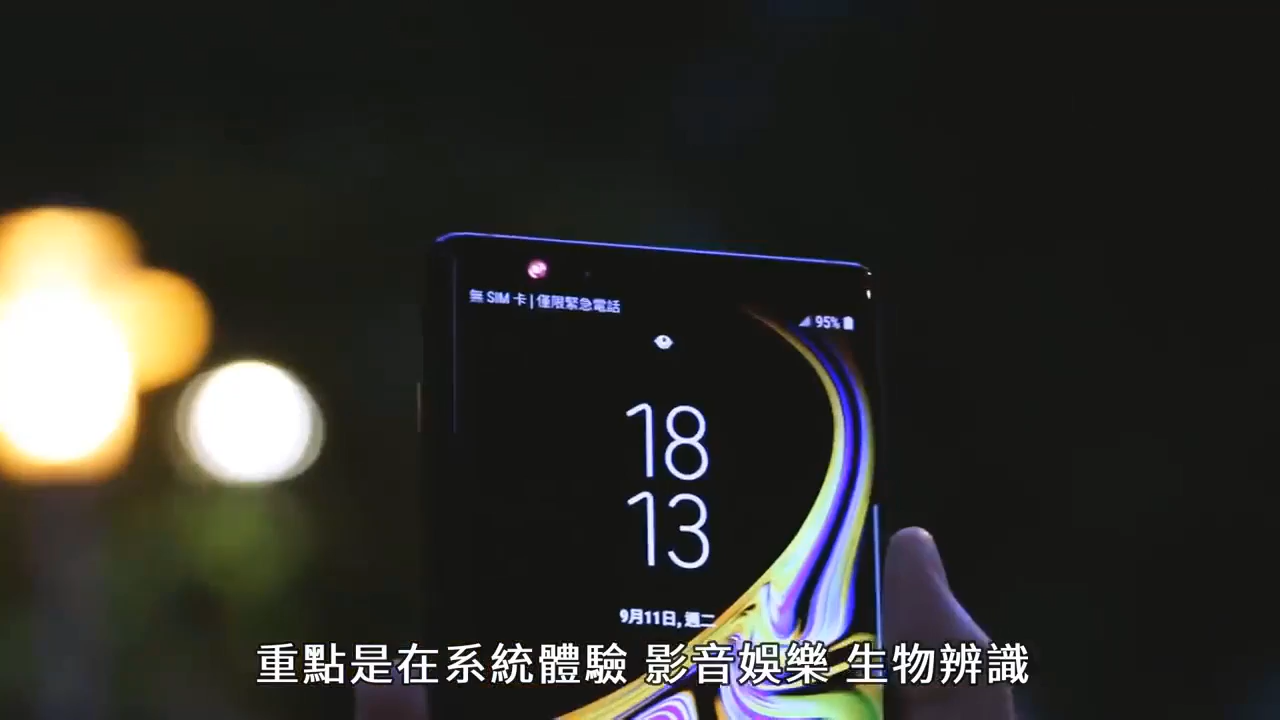 無 SIM 卡 | 僅限緊急電話
95%
18
13
9月11日, 週二
重點是在系統體驗 影音娛樂 生物辨識